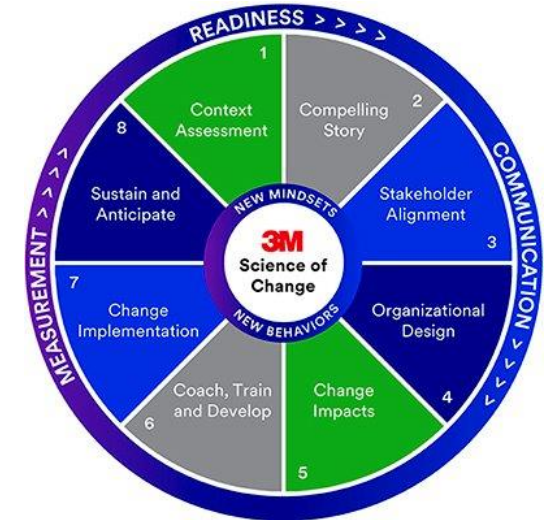 READINESS > > > >
1
Context
Assessment
2
Compelling
Story
Stakeholder
Alignment
3
COMMUNICATION > > > >
Organizational
Design
4
Change
Impacts
5
Coach, Train
and Develop
6
7
Change
Implementation
8
Sustain and
Anticipate
MEASUREMENT > > > >
NEW MINDSETS
3M
Science of
Change
NEW BEHAVIORS